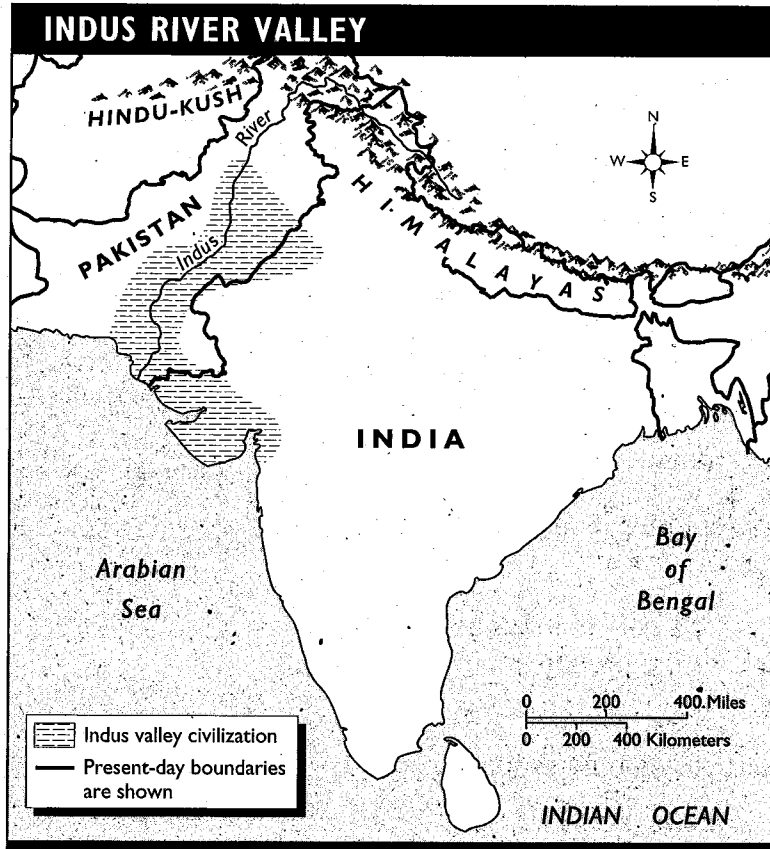 INDUS RIVER VALLEY
HINDU-KUSH
River
N
W E
S
HIMALAYAS
PAKISTAN
Indus
INDIA
Arabian
Sea
Bay
of
Bengal
0 200 400 Miles
0 200 400 Kilometers
Indus valley civilization
Present-day boundaries
are shown
INDIAN OCEAN